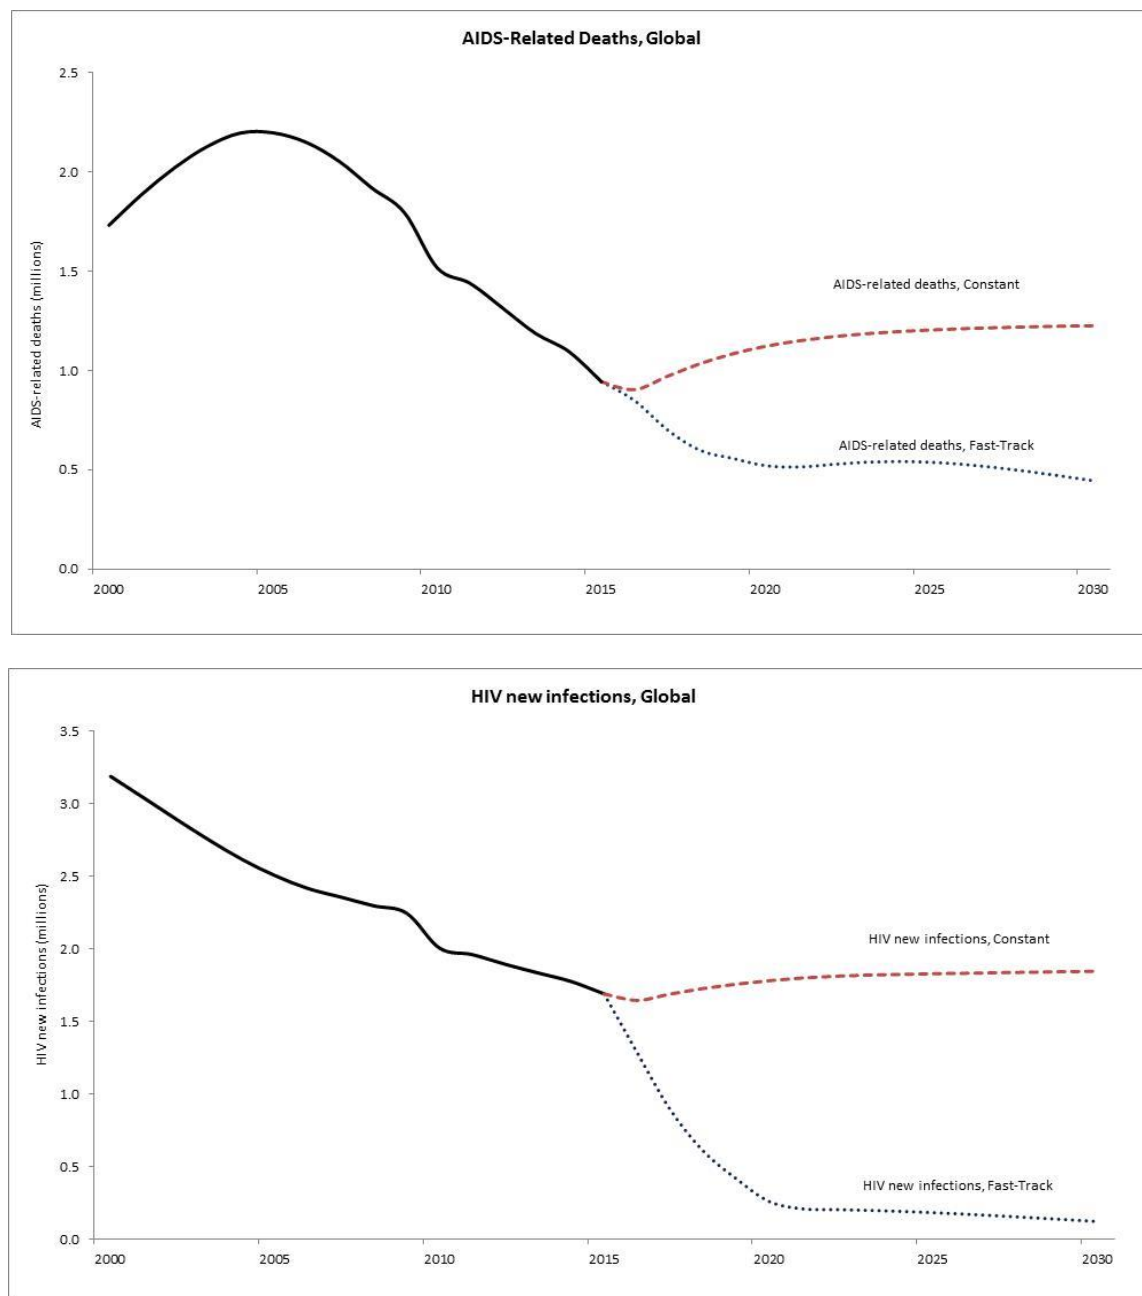 AIDS-Related Deaths, Global
2.5
2.0
1.5
1.0
0.5
0.0
AIDS-related deaths (millions)
AIDS-related deaths, Constant
AIDS-related deaths, Fast-Track
2000 2005 2010 2015 2020 2025 2030
HIV new infections, Global
3.5
3.0
2.5
2.0
1.5
1.0
0.5
0.0
HIV new infections (millions)
HIV new infections, Constant
HIV new infections, Fast-Track
2000 2005 2010 2015 2020 2025 2030